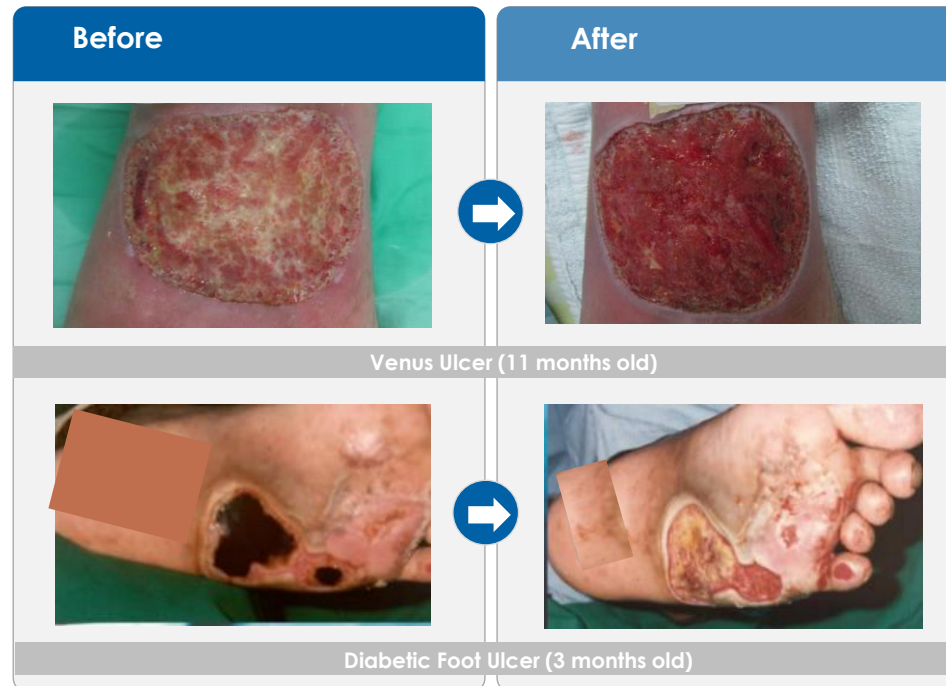 Before
After
Venus Ulcer (11 months old)
Diabetic Foot Ulcer (3 months old)